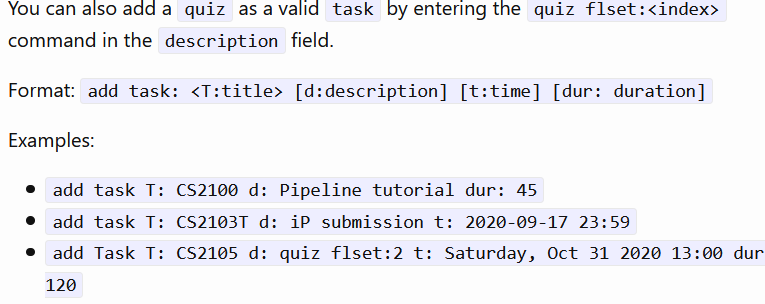 You can also add a quiz as a valid task by entering the quiz flset:<index>
command in the description field.
Format: add task: <T:title> [d:description] [t:time] [dur: duration]
Examples:
add task T: CS2100 d: Pipeline tutorial dur: 45
add task T: CS2103T d: iP submission t: 2020-09-17 23:59
add Task T: CS2105 d: quiz flset:2 t: Saturday, Oct 31 2020 13:00 dur
120